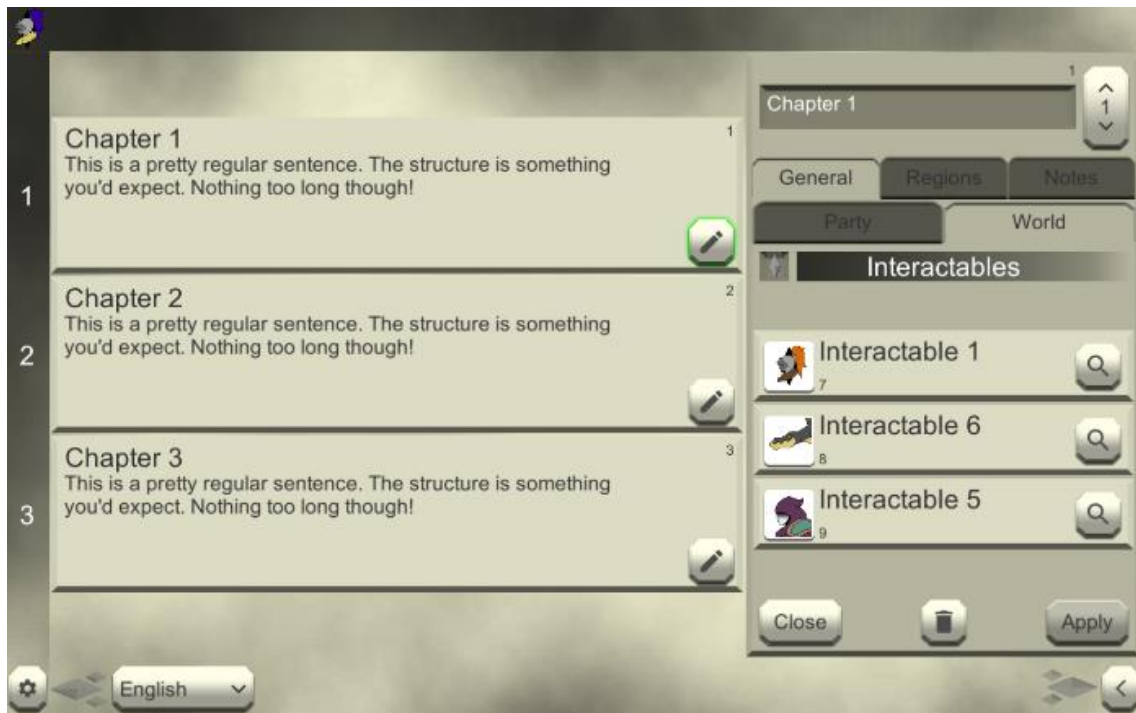 1
Chapter 1
This is a pretty regular sentence. The structure is something
you'd expect. Nothing too long though!
1
2
Chapter 2
This is a pretty regular sentence. The structure is something
you'd expect. Nothing too long though!
2
3
Chapter 3
This is a pretty regular sentence. The structure is something
you'd expect. Nothing too long though!
3
1
Chapter 1
1
General Regions Notes
Party World
Interactables
Interactable 1
7
Interactable 6
8
Interactable 5
9
Close Apply
English